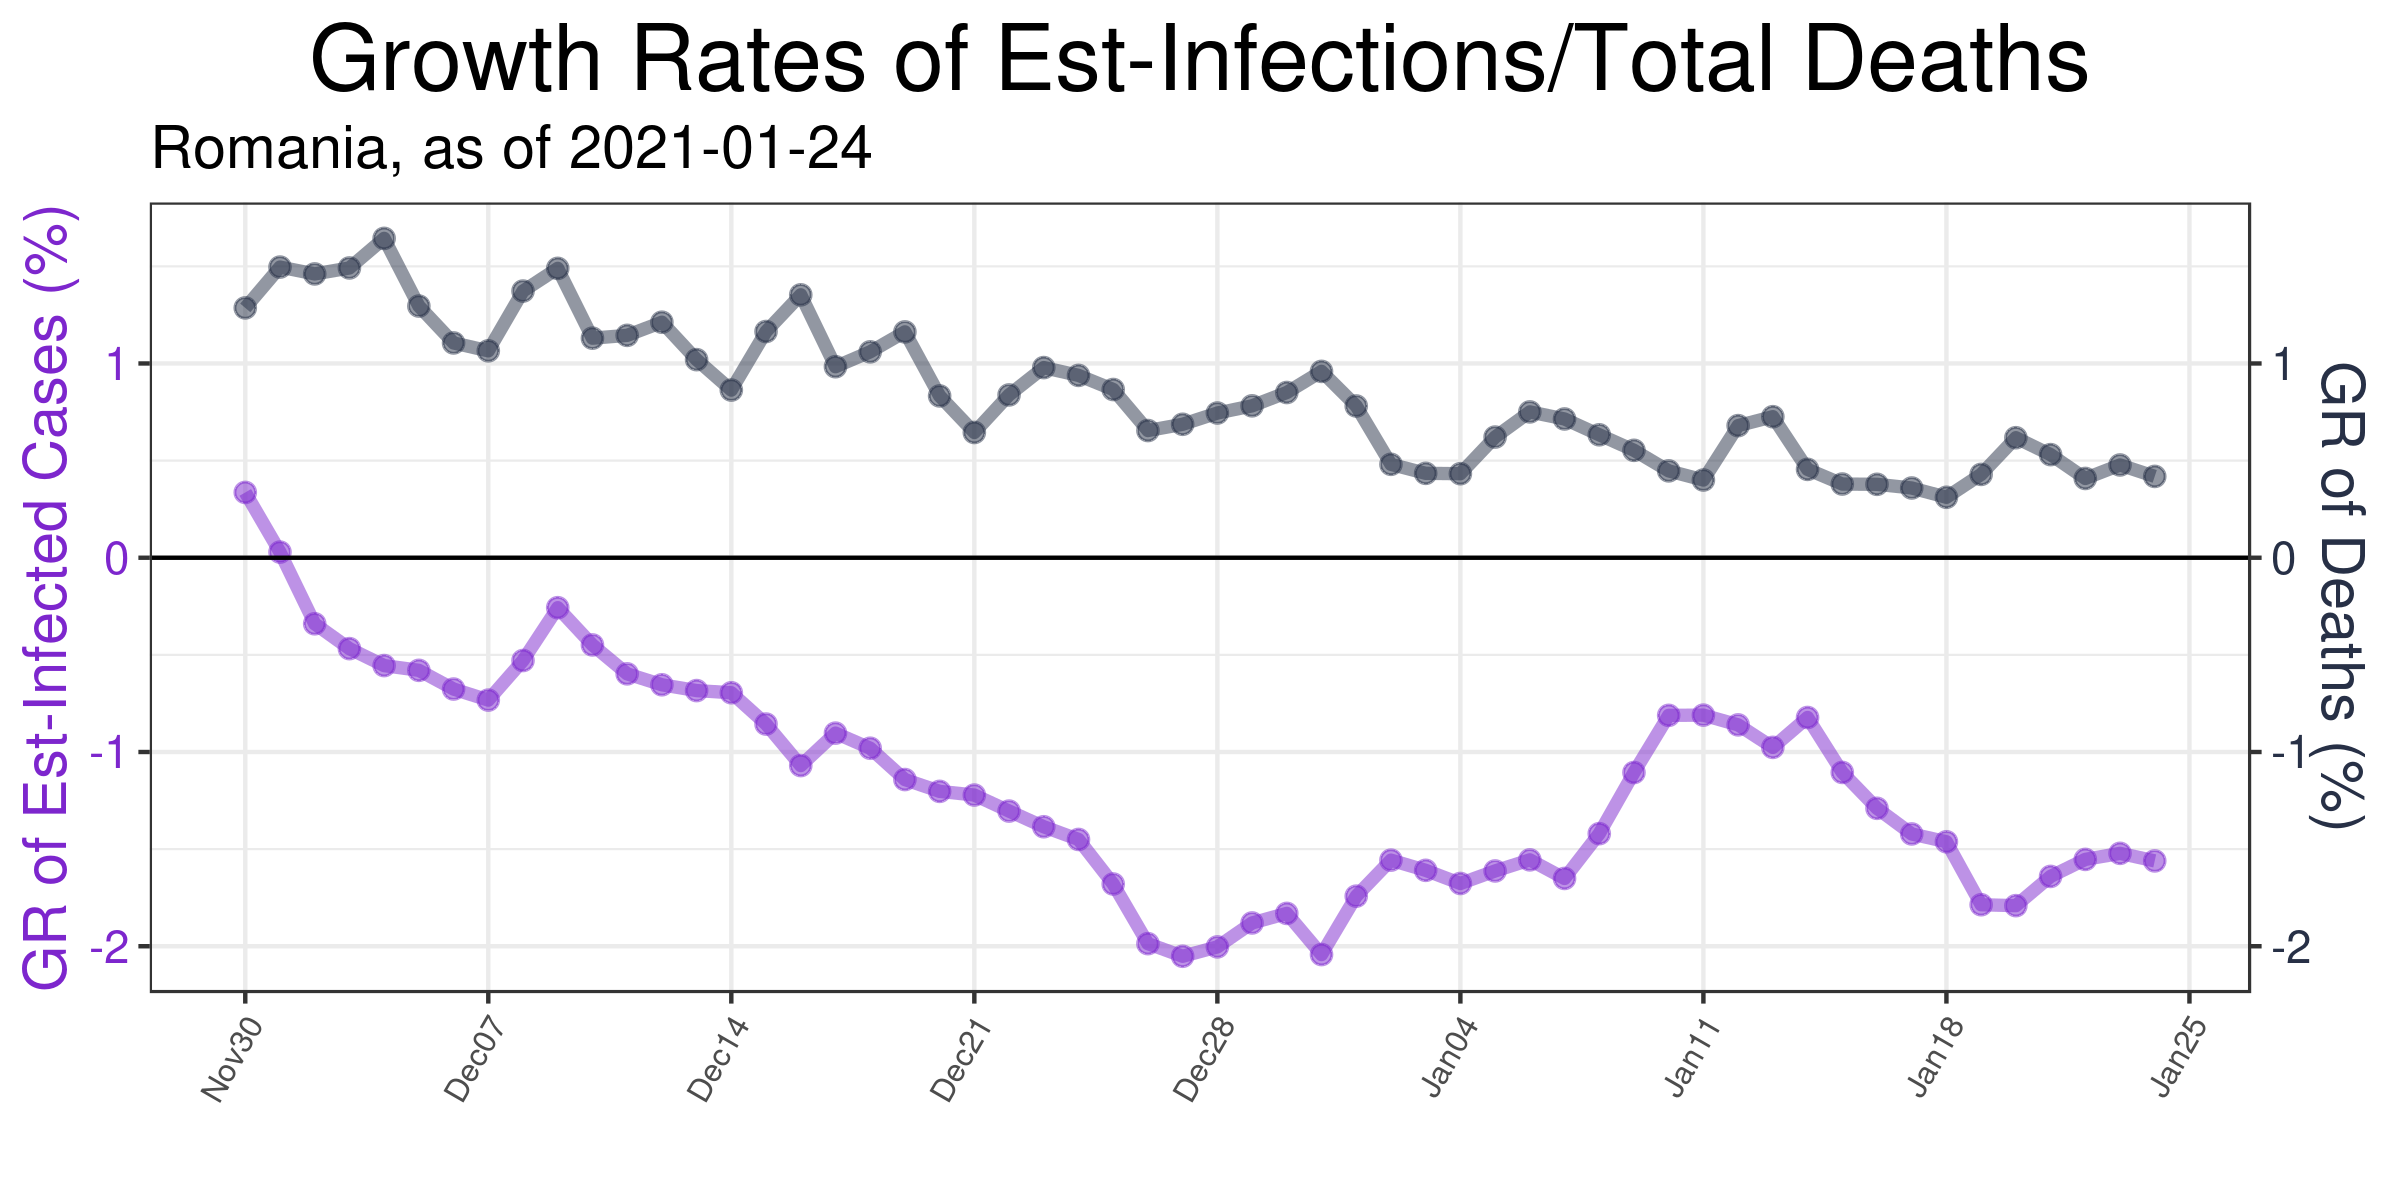 Growth Rates of Est-Infections/Total Deaths
Romania, as of 2021-01-24
GR of Est-Infected Cases (%)
1
0
-1
-2
1
0
-1
-2
GR of Deaths (%)
Nov30
Dec07
Dec14
Dec21
Dec28
Jan04
Jan11
Jan18
Jan25